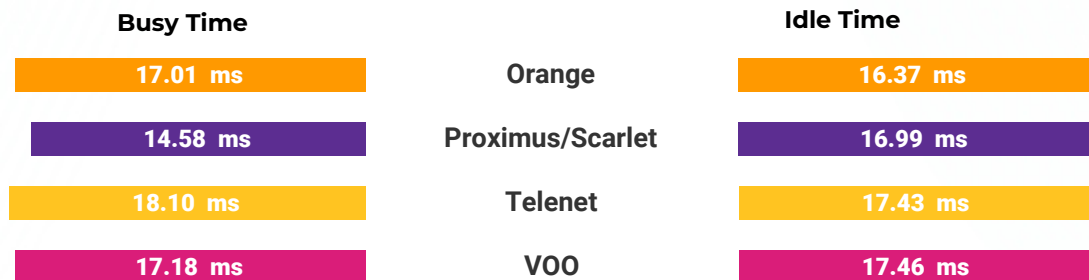 Busy Time Idle Time
17.01 ms Orange 16.37 ms
14.58 ms Proximus/Scarlet 16.99 ms
18.10 ms Telenet 17.43 ms
17.18 ms VOO 17.46 ms